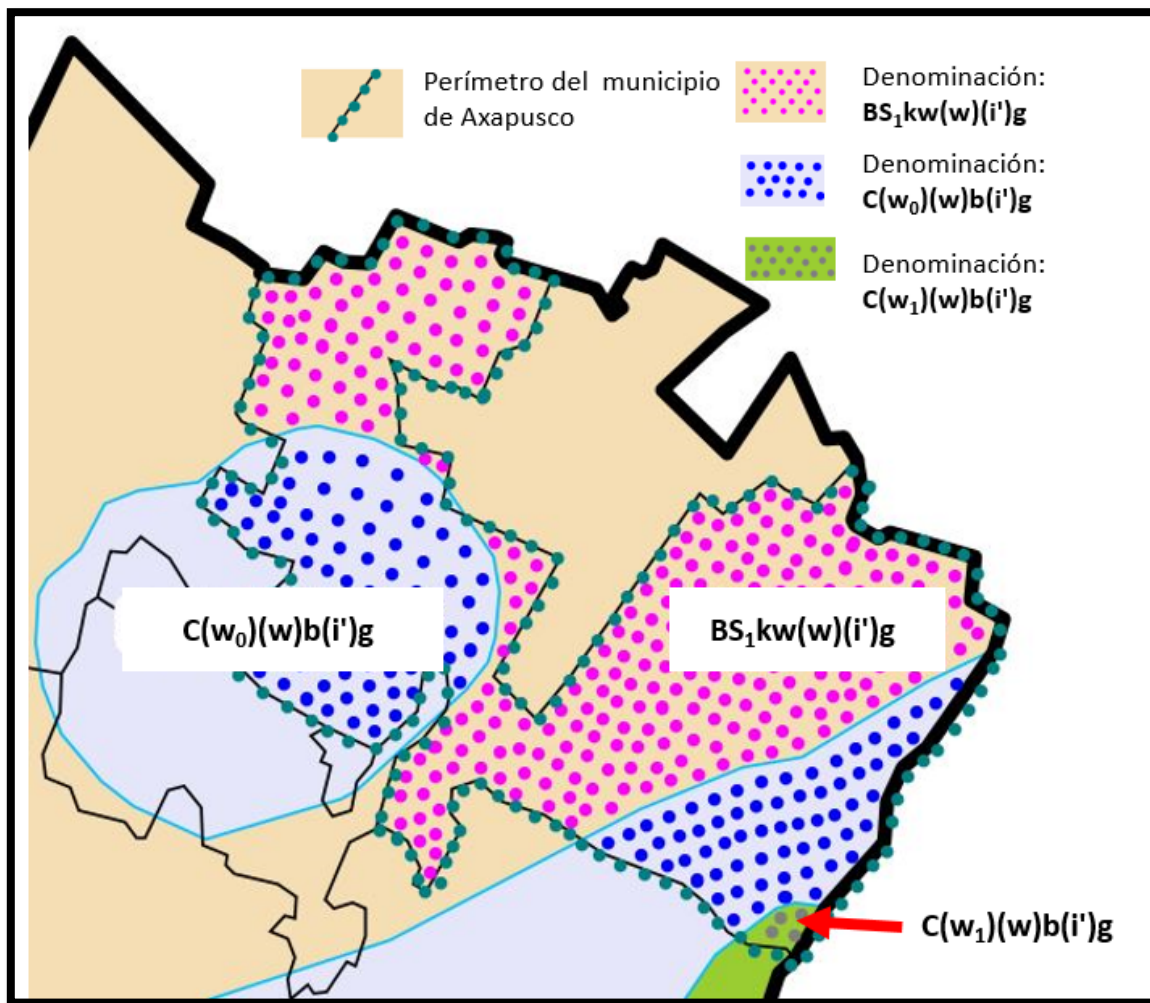 Perímetro del municipio
de Axapusco
Denominación:
BS₁kw(w)(i')g
Denominación:
C(w₀)(w)b(i')g
Denominación:
C(w₁)(w)b(i')g
C(w₀)(w)b(i')g
BS₁kw(w)(i')g
C(w₁)(w)b(i')g